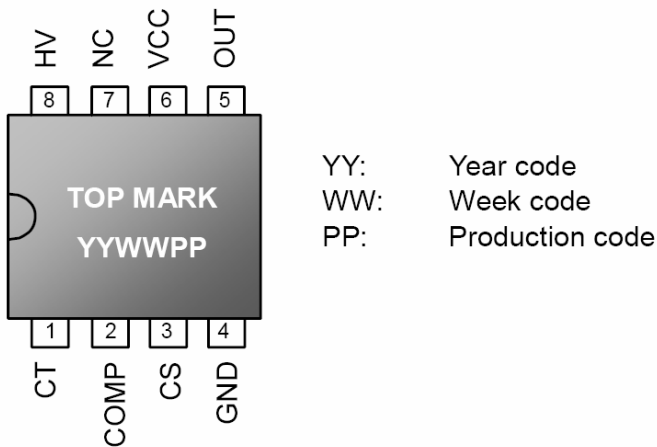 HV NC VCC OUT
8 7 6 5
TOP MARK
YYWWPP
1 2 3 4
CT COMP CS GND
YY: Year code
WW: Week code
PP: Production code